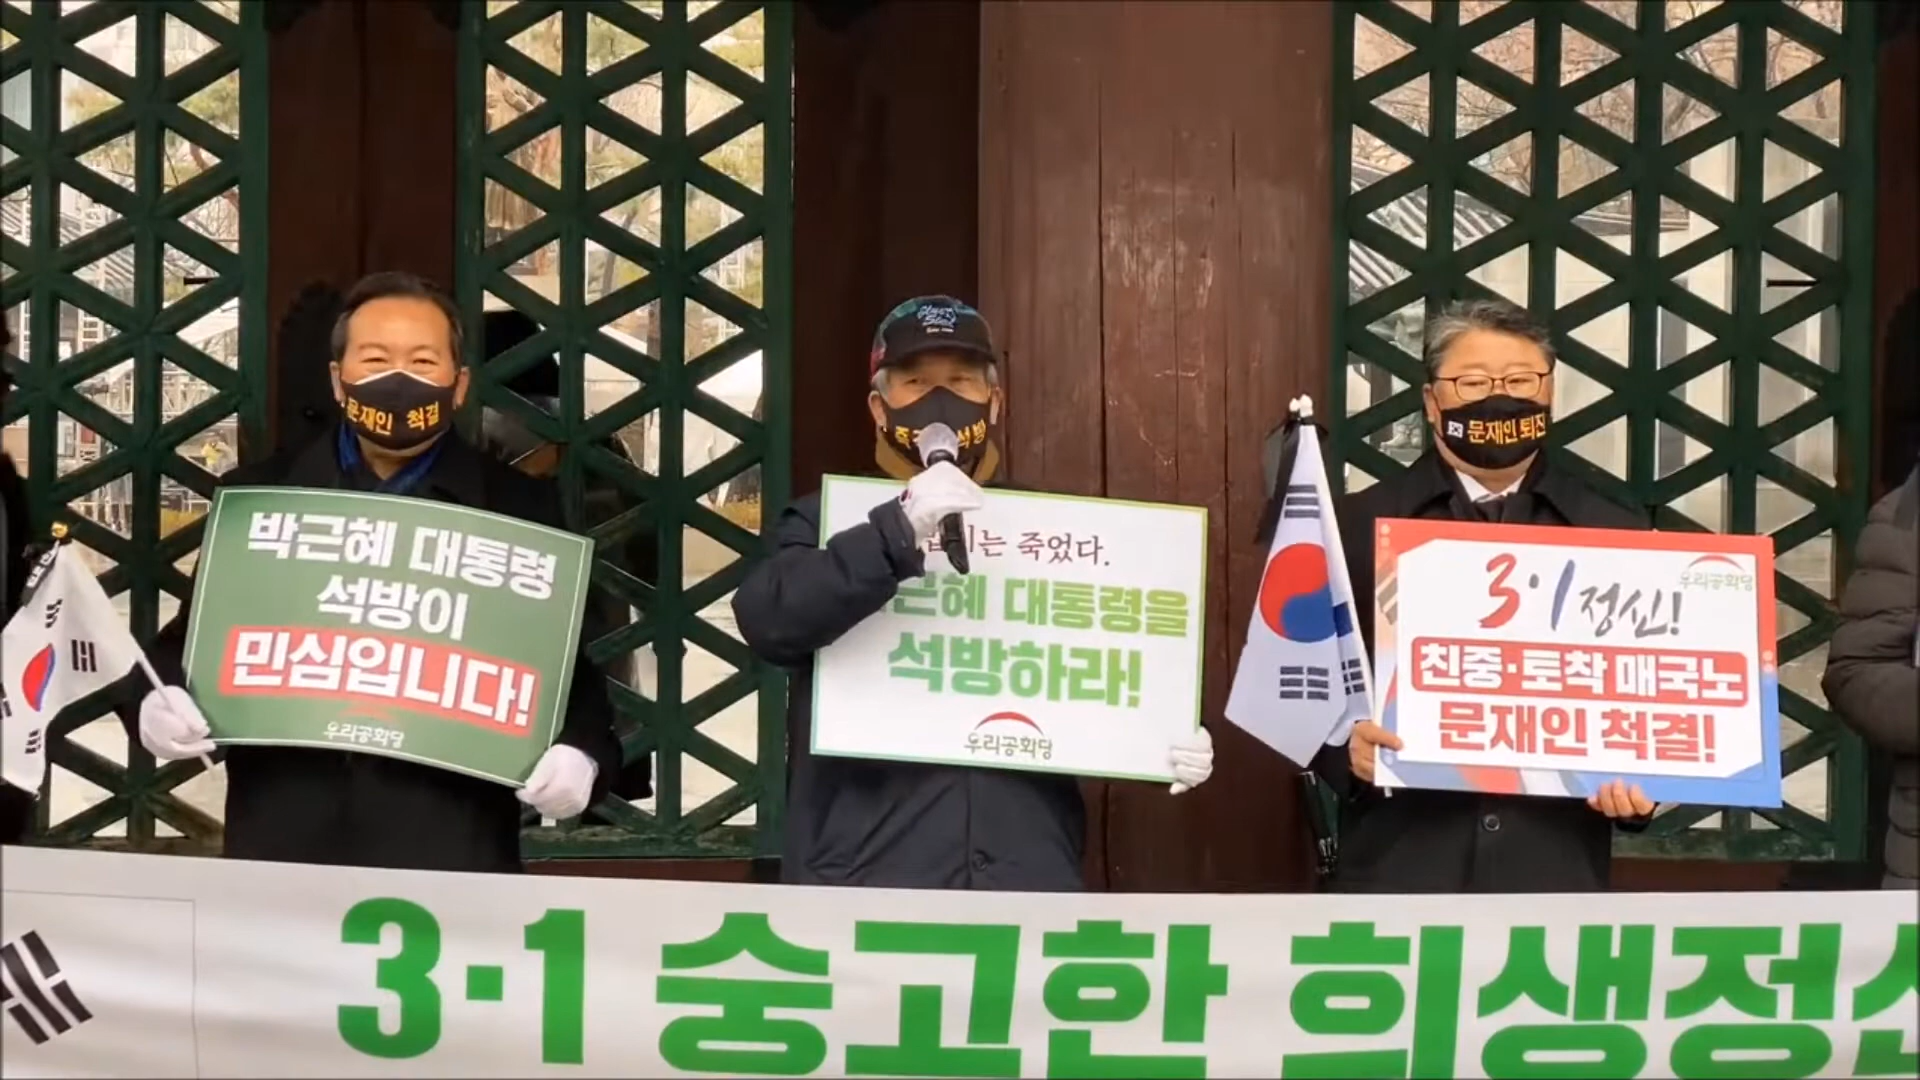 문재인 척결
박근혜 대통령
석방이
민심입니다!
우리공화당
석방
는 죽었다.
근혜 대통령을
석방하라!
우리공화당
문재인 퇴진
3·1 정신!
우리공화당
친중·토착 매국노
문재인 척결!
3·1 숭고한 희생정신